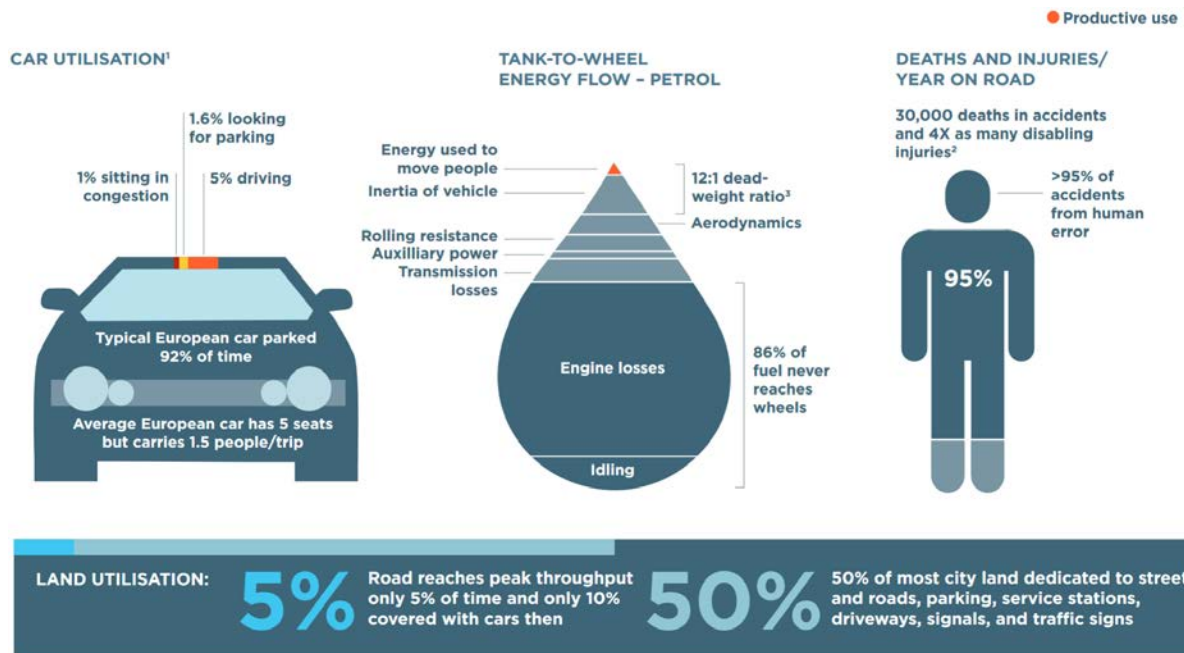 Productive use
CAR UTILISATION¹
1.6% looking
for parking
1% sitting in
congestion
5% driving
Typical European car parked
92% of time
Average European car has 5 seats
but carries 1.5 people/trip
TANK-TO-WHEEL
ENERGY FLOW – PETROL
Energy used to
move people
Inertia of vehicle
12:1 dead-
weight ratio³
Aerodynamics
Rolling resistance
Auxilliary power
Transmission
losses
Engine losses
86% of
fuel never
reaches
wheels
Idling
DEATHS AND INJURIES/
YEAR ON ROAD
30,000 deaths in accidents
and 4X as many disabling
injuries²
>95% of
accidents
from human
error
95%
LAND UTILISATION:
5%
Road reaches peak throughput
only 5% of time and only 10%
covered with cars then
50%
50% of most city land dedicated to street
and roads, parking, service stations,
driveways, signals, and traffic signs